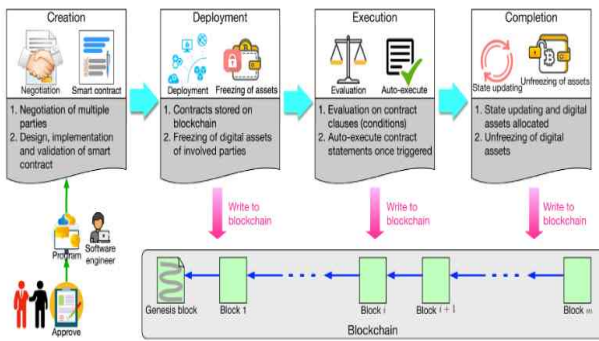 Creation
Deployment
Execution
Completion
Negotiation
Smart contract
Deployment
Freezing of assets
Evaluation
Auto-execute
State updating
Unfreezing of assets
1. Negotiation of multiple
parties
2. Design, implementation
and validation of smart
contract
1. Contracts stored on
blockchain
2. Freezing of digital assets
of involved parties
1. Evaluation on contract
clauses (conditions)
2. Auto-execute contract
statements once triggered
1. State updating and digital
assets allocated
2. Unfreezing of digital
assets
Write to
blockchain
Write to
blockchain
Write to
blockchain
Program
Software
engineer
Approve
Genesis block
Block 1
Block i
Block i + 1
Block m
Blockchain